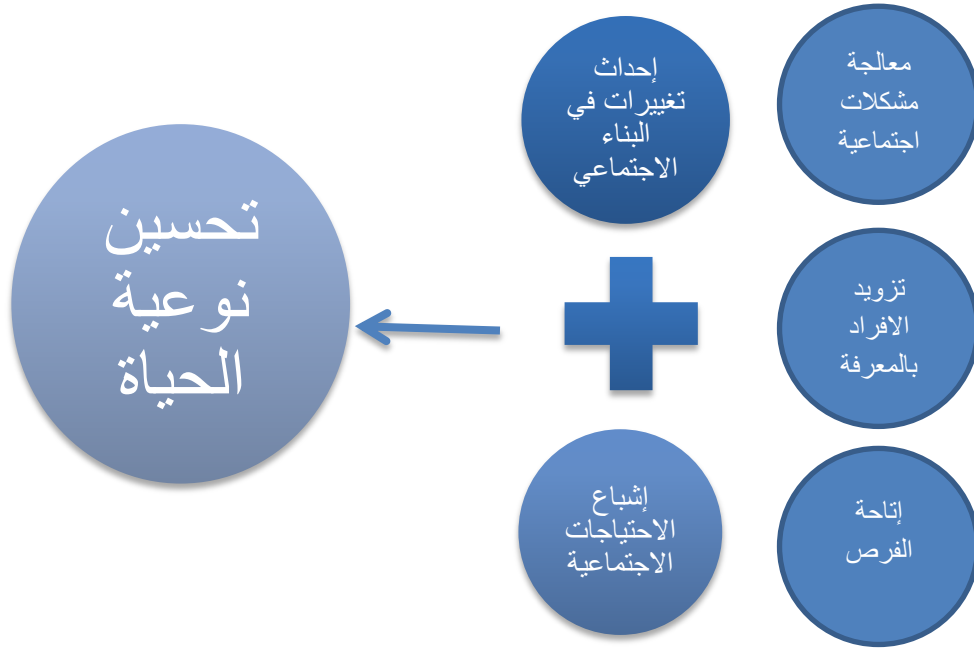 معالجة
مشكلات
اجتماعية
تزويد
الافراد
بالمعرفة
إتاحة
الفرص
إحداث
تغييرات في
البناء
الاجتماعي
إشباع
الاحتياجات
الاجتماعية
تحسين
نوعية
الحياة